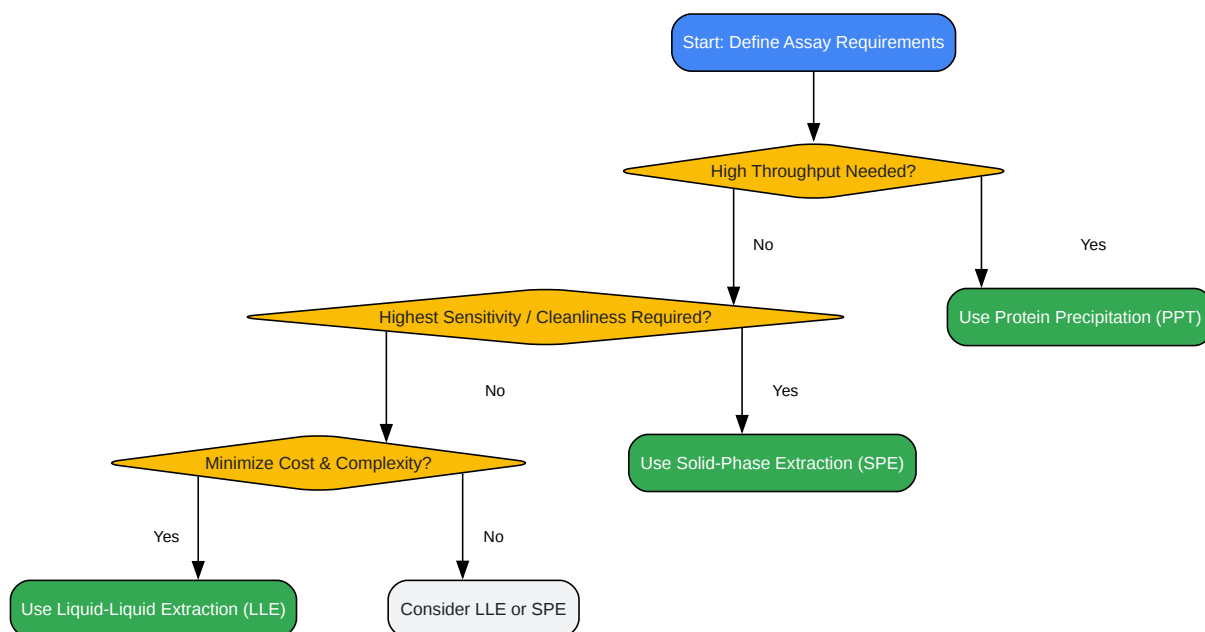 Start: Define Assay Requirements
High Throughput Needed?
No
Yes
Highest Sensitivity / Cleanliness Required?
Use Protein Precipitation (PPT)
No
Yes
Minimize Cost & Complexity?
Use Solid-Phase Extraction (SPE)
Yes
No
Use Liquid-Liquid Extraction (LLE)
Consider LLE or SPE